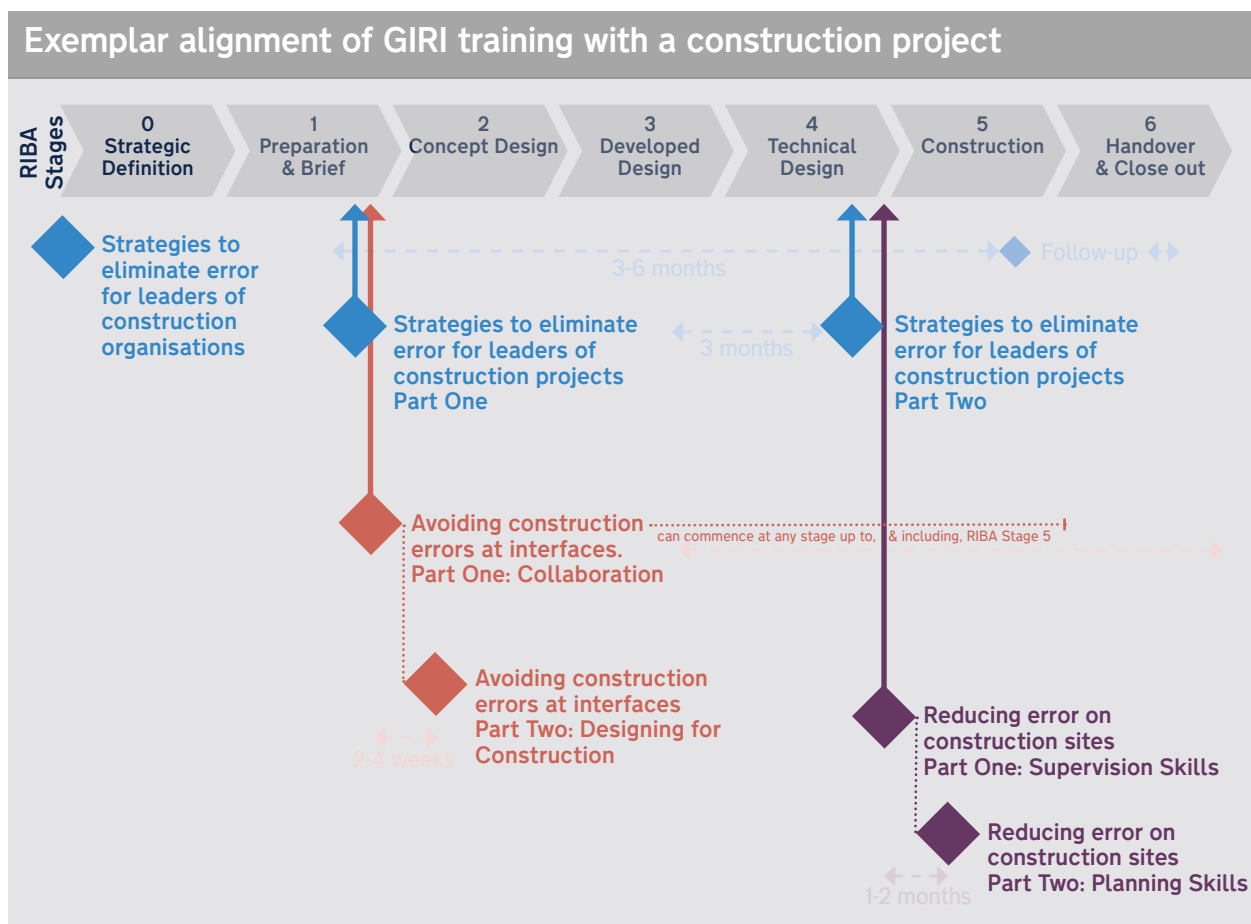 Exemplar alignment of GIRI training with a construction project
RIBA
Stages
0
Strategic
Definition
1
Preparation
& Brief
2
Concept Design
3
Developed
Design
4
Technical
Design
5
Construction
6
Handover
& Close out
Strategies to
eliminate error
for leaders of
construction
organisations
3-6 months
Follow-up
Strategies to eliminate
error for leaders of
construction projects
Part One
3 months
Strategies to eliminate
error for leaders of
construction projects
Part Two
Avoiding construction
errors at interfaces.
Part One: Collaboration
can commence at any stage up to, & including, RIBA Stage 5
Avoiding construction
errors at interfaces
Part Two: Designing for
Construction
2-4 weeks
Reducing error on
construction sites
Part One: Supervision Skills
Reducing error on
construction sites
Part Two: Planning Skills
1-2 months